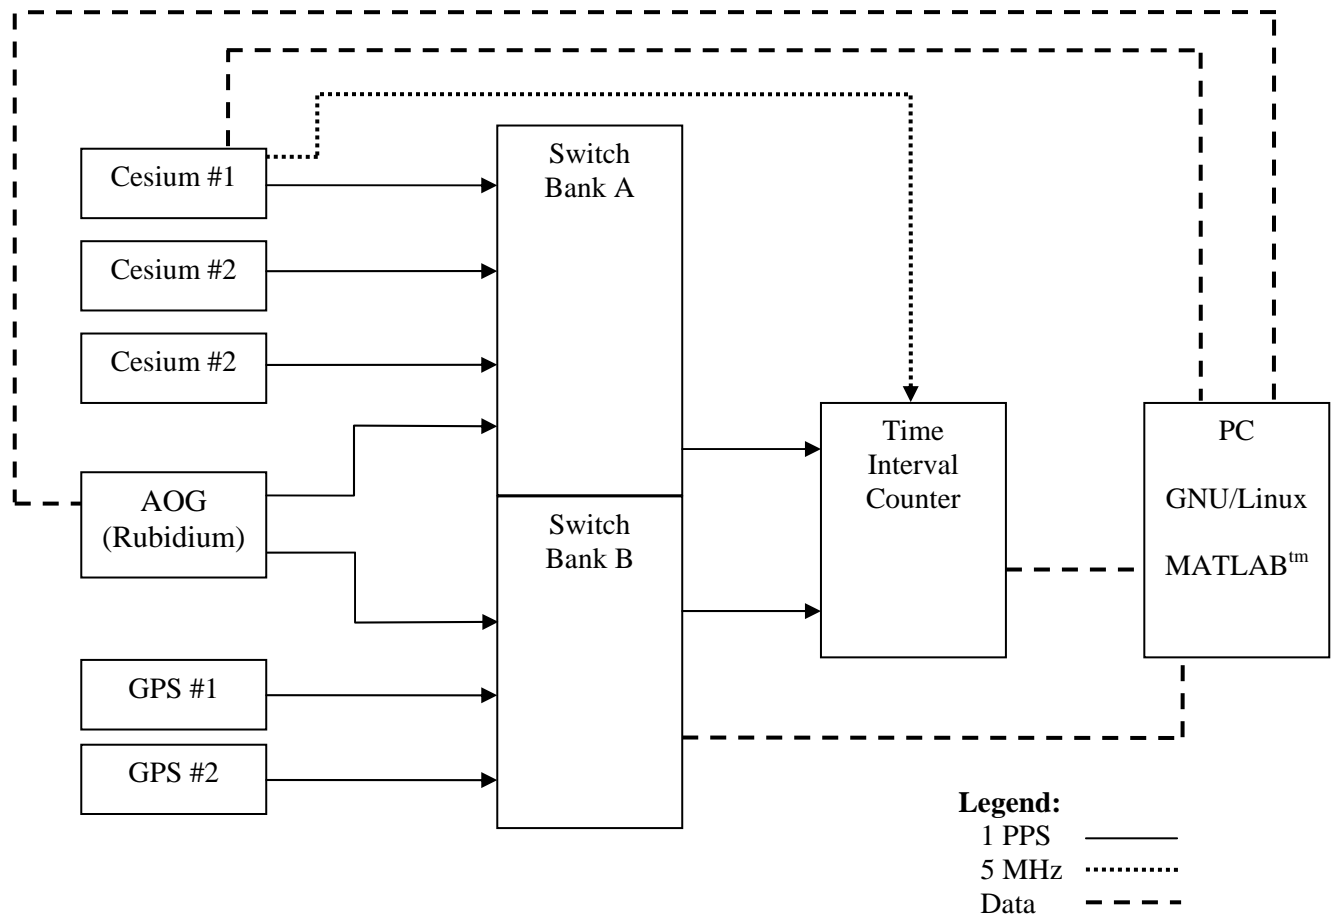 Cesium #1
Cesium #2
Cesium #2
AOG
(Rubidium)
GPS #1
GPS #2
Switch
Bank A
Switch
Bank B
Time
Interval
Counter
PC
GNU/Linux
MATLABtm
Legend:
1 PPS
5 MHz
Data